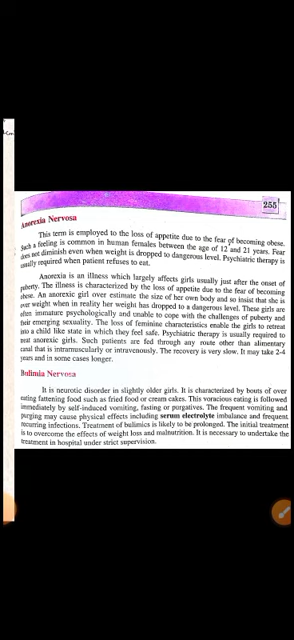 255
Anorexia Nervosa
This term is employed to the loss of appetite due to the fear of becoming obese.
Such a feeling is common in human females between the age of 12 and 21 years. Fear
does not diminish even when weight is dropped to dangerous level. Psychiatric therapy is
usually required when patient refuses to eat.
Anorexia is an illness which largely affects girls usually just after the onset of
puberty. The illness is characterized by the loss of appetite due to the fear of becoming
obese. An anorexic girl over estimate the size of her own body and so insist that she is
over weight when in reality her weight has dropped to a dangerous level. These girls are
often immature psychologically and unable to cope with the challenges of puberty and
their emerging sexuality. The loss of feminine characteristics enable the girls to retreat
into a child like state in which they feel safe. Psychiatric therapy is usually required to
treat anorexic girls. Such patients are fed through any route other than alimentary
canal that is intramuscularly or intravenously. The recovery is very slow. It may take 2-4
years and in some cases longer.
Bulimia Nervosa
It is neurotic disorder in slightly older girls. It is characterized by bouts of over
eating fattening food such as fried food or cream cakes. This voracious eating is followed
immediately by self-induced vomiting, fasting or purgatives. The frequent vomiting and
purging may cause physical effects including serum electrolyte imbalance and frequent
recurring infections. Treatment of bulimics is likely to be prolonged. The initial treatment
is to overcome the effects of weight loss and malnutrition. It is necessary to undertake the
treatment in hospital under strict supervision.